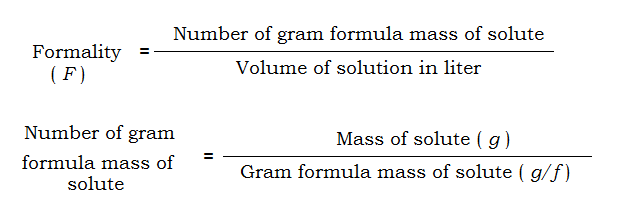 Number of gram formula mass of solute
Formality =
( F )
Volume of solution in liter
Number of gram
formula mass of
solute
=
Mass of solute ( g )
Gram formula mass of solute ( g/f )